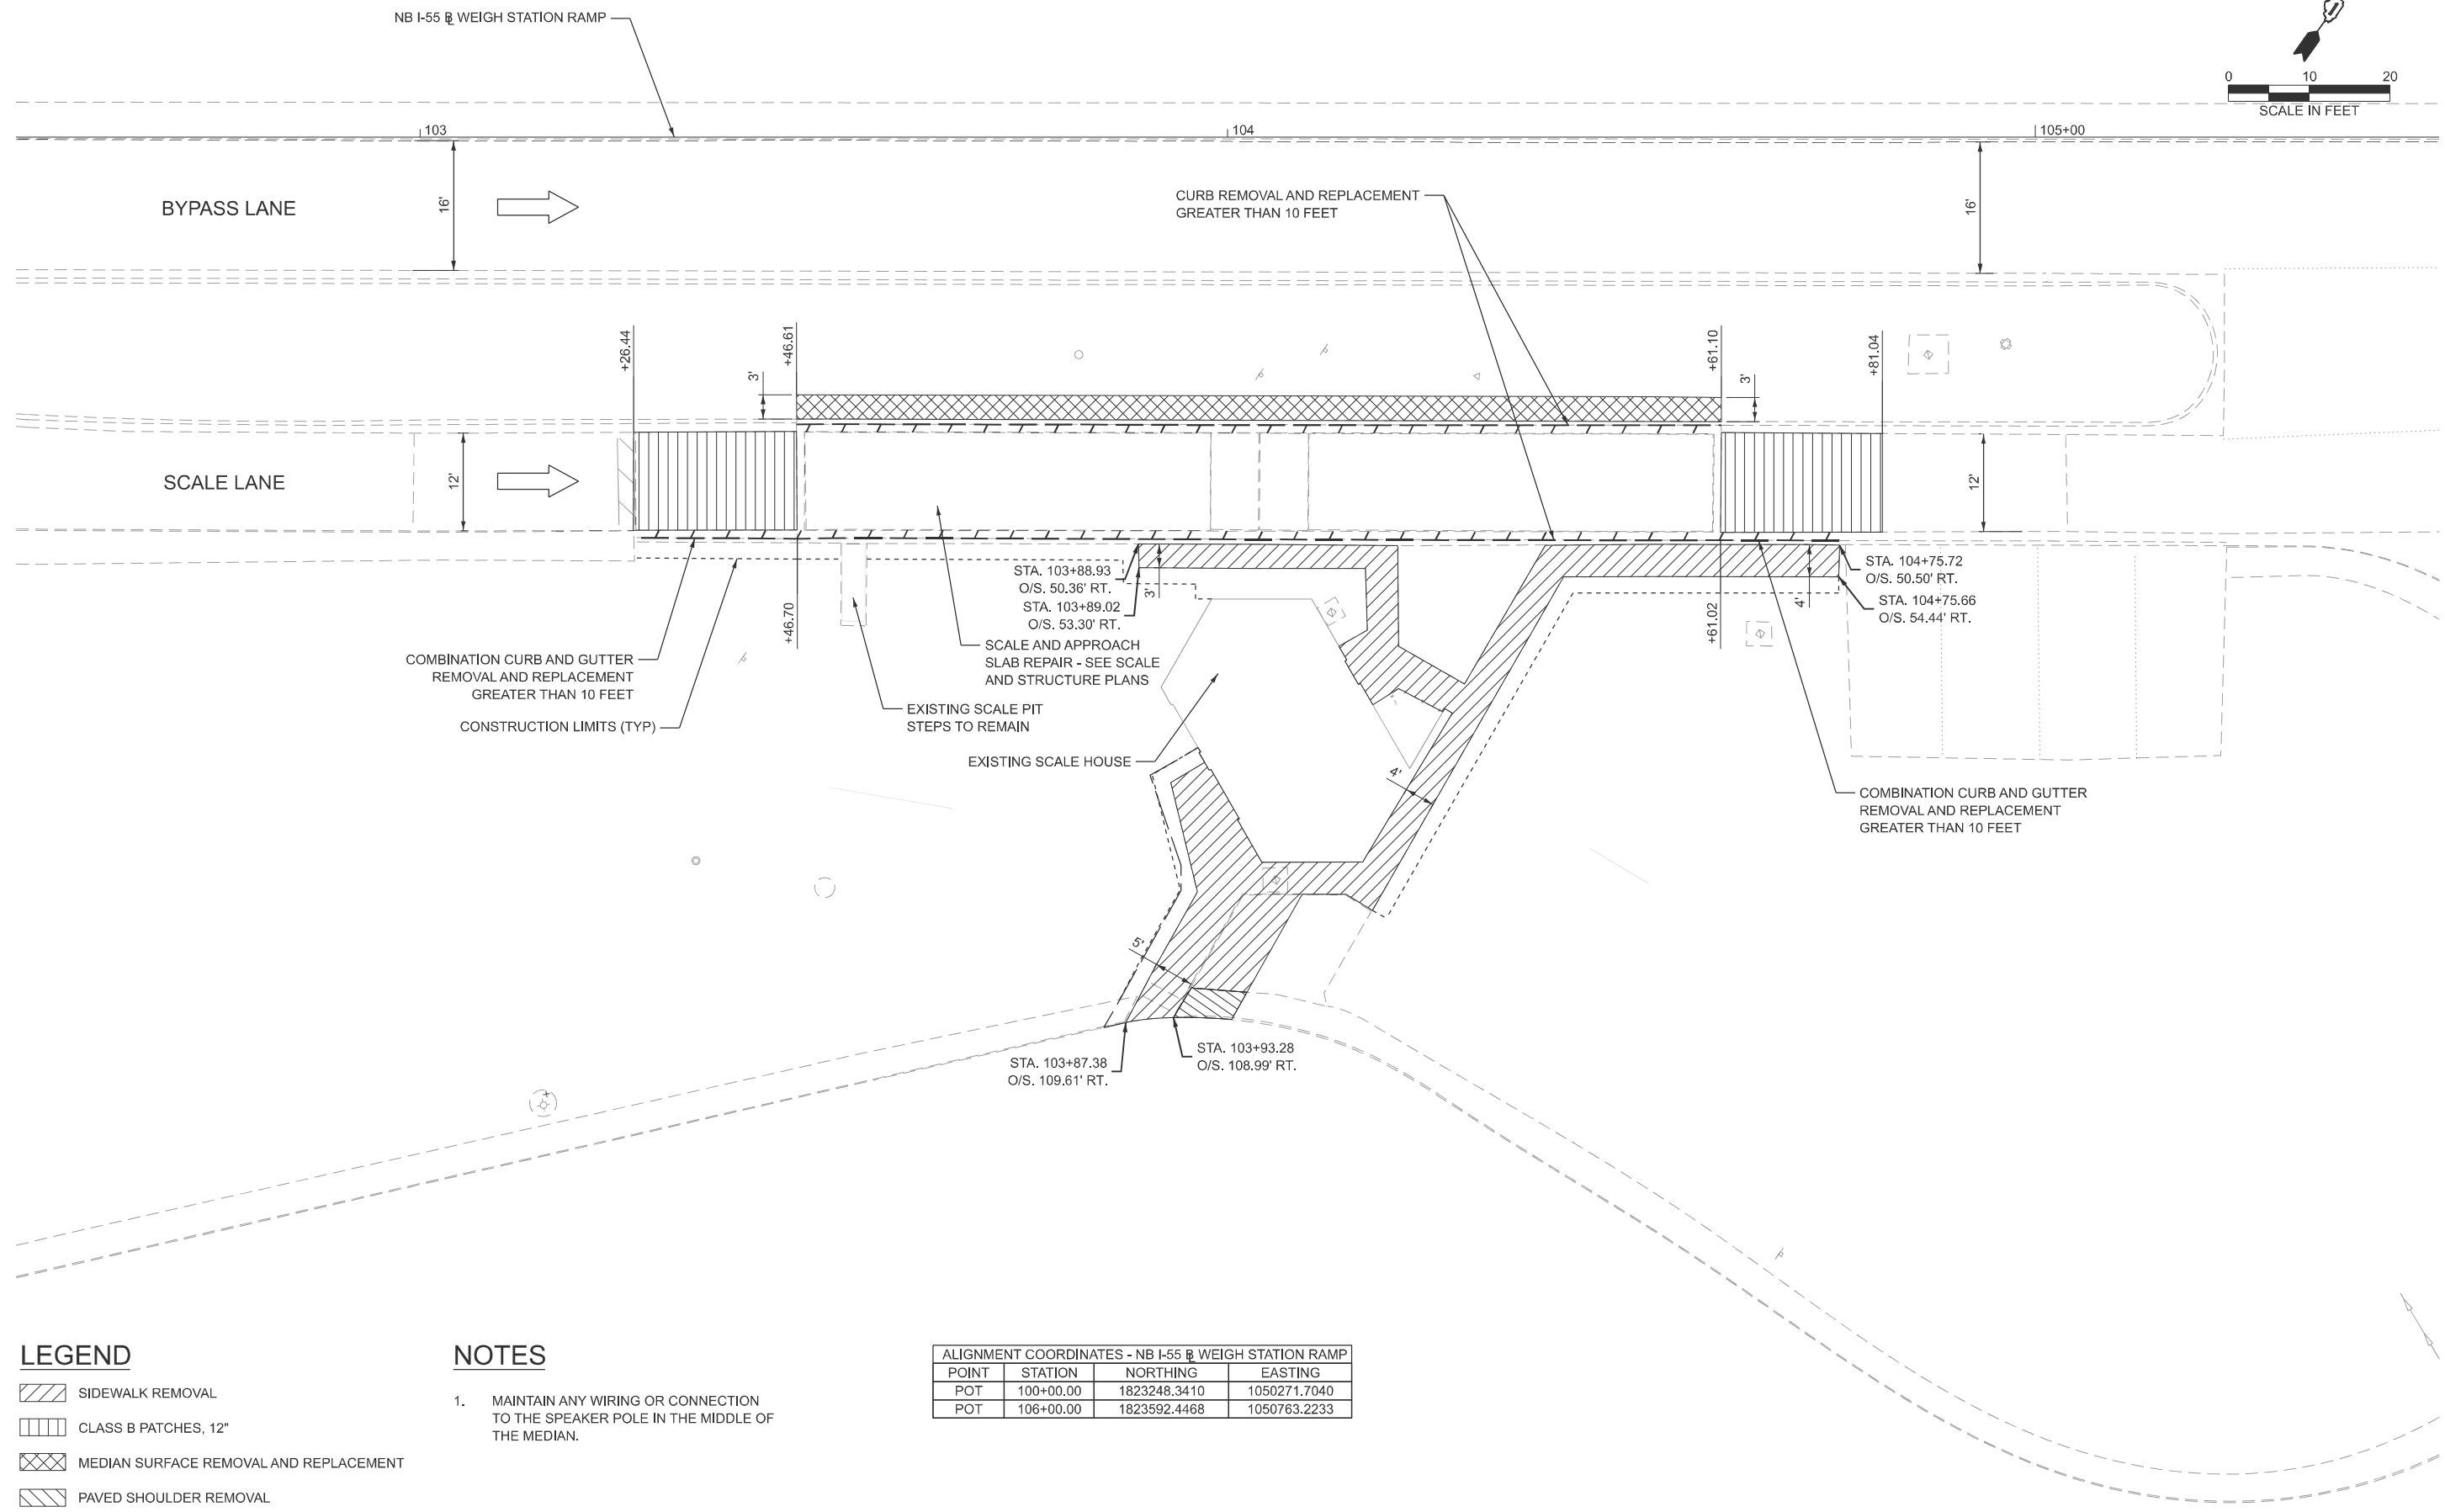 NB I-55 ⅊ WEIGH STATION RAMP
0 10 20
SCALE IN FEET
103
104
105+00
BYPASS LANE
16'
16'
CURB REMOVAL AND REPLACEMENT
GREATER THAN 10 FEET
+26.44
+46.61
3'
+61.10
3'
+81.04
SCALE LANE
12'
12'
+46.70
STA. 103+88.93
O/S. 50.36' RT.
STA. 103+89.02
O/S. 53.30' RT.
3'
+61.02
4'
STA. 104+75.72
O/S. 50.50' RT.
STA. 104+75.66
O/S. 54.44' RT.
COMBINATION CURB AND GUTTER
REMOVAL AND REPLACEMENT
GREATER THAN 10 FEET
CONSTRUCTION LIMITS (TYP)
SCALE AND APPROACH
SLAB REPAIR - SEE SCALE
AND STRUCTURE PLANS
EXISTING SCALE PIT
STEPS TO REMAIN
EXISTING SCALE HOUSE
4'
COMBINATION CURB AND GUTTER
REMOVAL AND REPLACEMENT
GREATER THAN 10 FEET
5'
STA. 103+87.38
O/S. 109.61' RT.
STA. 103+93.28
O/S. 108.99' RT.
LEGEND
SIDEWALK REMOVAL
CLASS B PATCHES, 12"
MEDIAN SURFACE REMOVAL AND REPLACEMENT
PAVED SHOULDER REMOVAL
NOTES
1. MAINTAIN ANY WIRING OR CONNECTION
TO THE SPEAKER POLE IN THE MIDDLE OF
THE MEDIAN.
ALIGNMENT COORDINATES - NB I-55 ⅊ WEIGH STATION RAMP
POINT STATION NORTHING EASTING
POT 100+00.00 1823248.3410 1050271.7040
POT 106+00.00 1823592.4468 1050763.2233